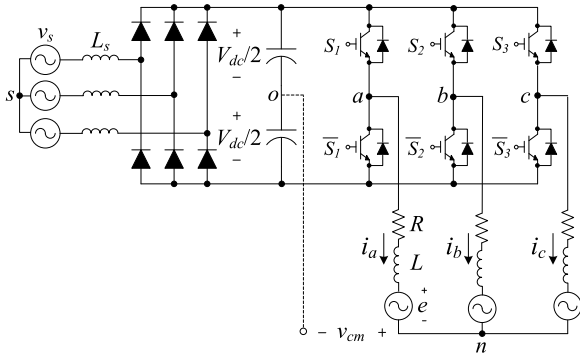 v_s
L_s
s
+
V_dc/2
−
o
+
V_dc/2
−
S_1
S_2
S_3
a
b
c
S̅_1
S̅_2
S̅_3
i_a
R
L
i_b
i_c
+
e
−
− v_cm +
n